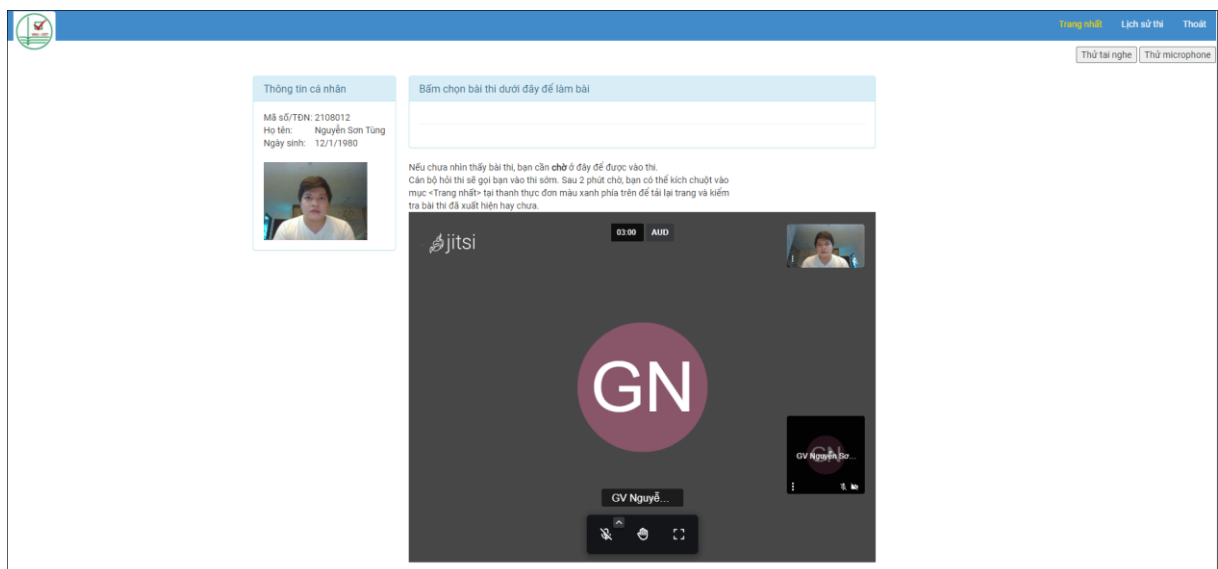 Trang nhất Lịch sử thi Thoát
Thử tai nghe Thử microphone
Thông tin cá nhân
Mã số/TĐN: 2108012
Họ tên: Nguyễn Sơn Tùng
Ngày sinh: 12/1/1980
Bấm chọn bài thi dưới đây để làm bài
Nếu chưa nhìn thấy bài thi, bạn cần chờ ở đây để được vào thi.
Cán bộ hỏi thi sẽ gọi bạn vào thi sớm. Sau 2 phút chờ, bạn có thể kích chuột vào
mục <Trang nhất> tại thanh thực đơn màu xanh phía trên để tải lại trang và kiểm
tra bài thi đã xuất hiện hay chưa.
jitsi
03:00 AUD
GN
GV Nguyễn Sơ...
GV Nguyễ...